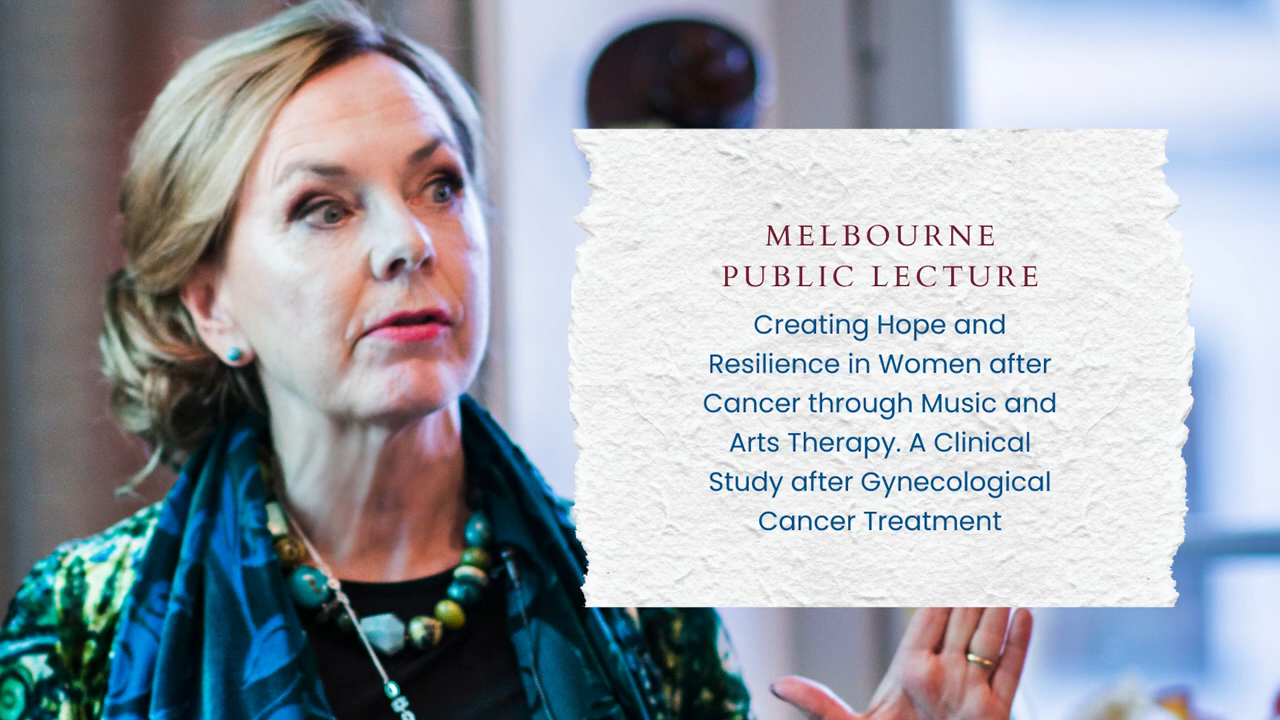 MELBOURNE
PUBLIC LECTURE
Creating Hope and
Resilience in Women after
Cancer through Music and
Arts Therapy. A Clinical
Study after Gynecological
Cancer Treatment